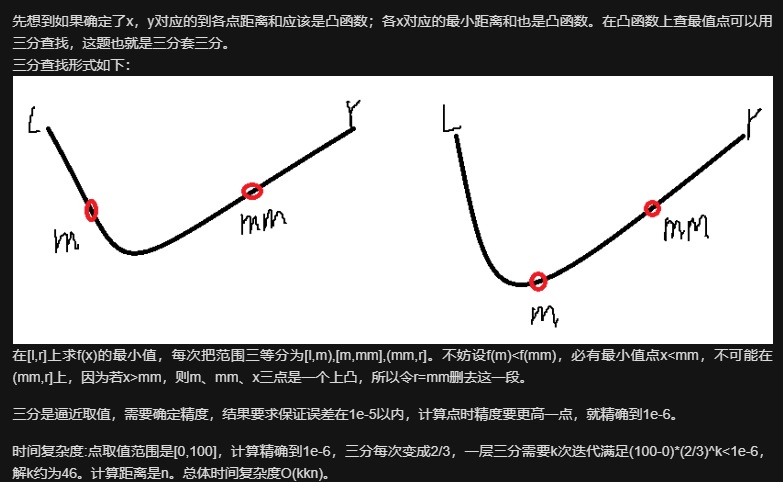 先想到如果确定了x，y对应的到各点距离和应该是凸函数；各x对应的最小距离和也是凸函数。在凸函数上查最值点可以用
三分查找，这题也就是三分套三分。
三分查找形式如下：
L r L r
m mm m mm
在[l,r]上求f(x)的最小值，每次把范围三等分为[l,m),[m,mm],(mm,r]。不妨设f(m)<f(mm)，必有最小值点x<mm，不可能在
(mm,r]上，因为若x>mm，则m、mm、x三点是一个上凸，所以令r=mm删去这一段。
三分是逼近取值，需要确定精度，结果要求保证误差在1e-5以内，计算点时精度要更高一点，就精确到1e-6。
时间复杂度:点取值范围是[0,100]，计算精确到1e-6，三分每次变成2/3，一层三分需要k次迭代满足(100-0)*(2/3)^k<1e-6，
解k约为46。计算距离是n。总体时间复杂度O(kkn)。